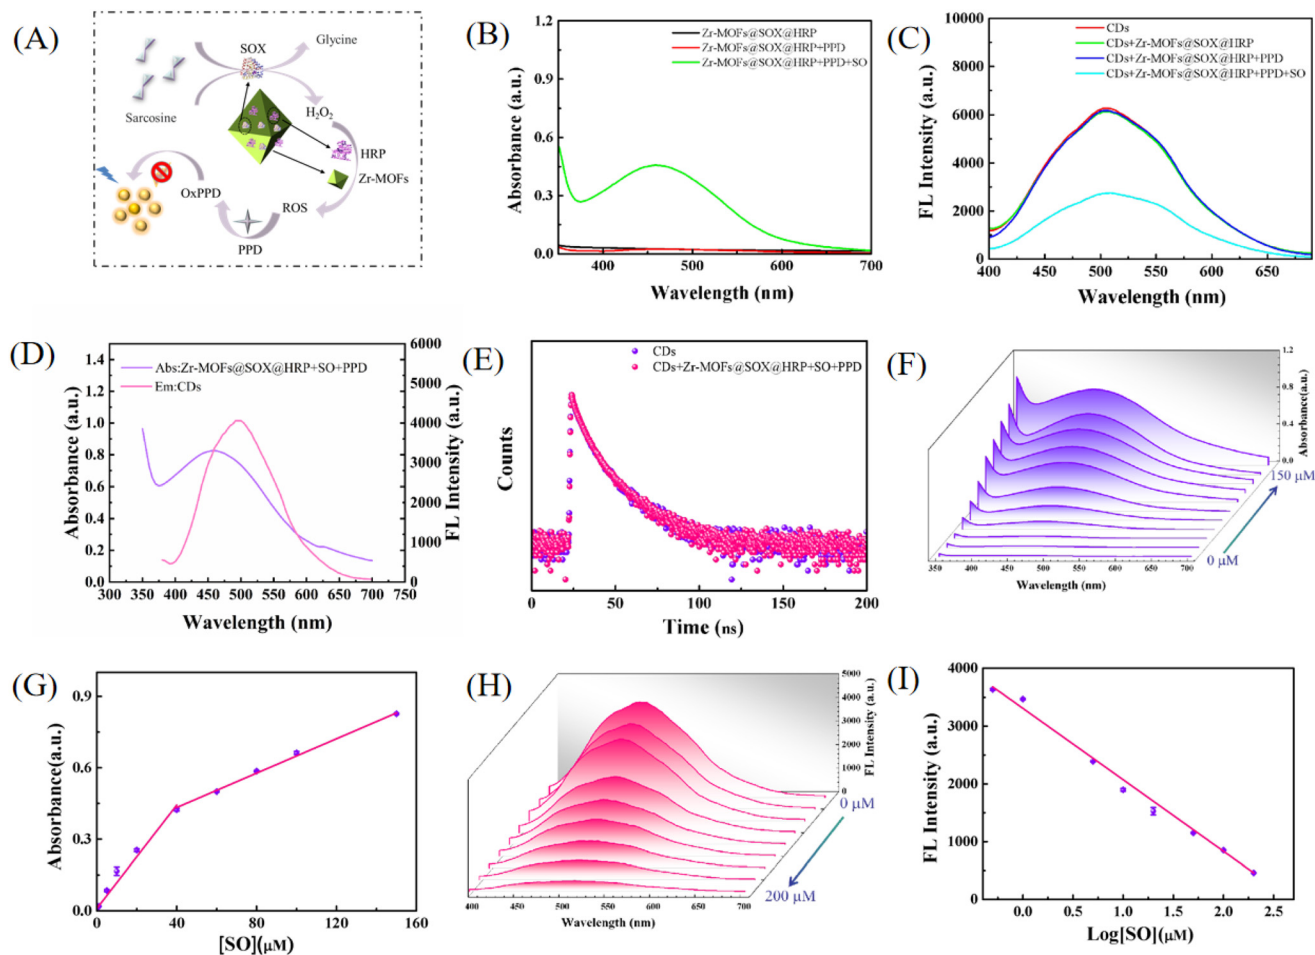 (A)
SOX
Glycine
Sarcosine
H₂O₂
HRP
Zr-MOFs
OxPPD
ROS
PPD
(B)
Zr-MOFs@SOX@HRP
Zr-MOFs@SOX@HRP+PPD
Zr-MOFs@SOX@HRP+PPD+SO
1.2
0.9
0.6
0.3
0.0
400 500 600 700
Absorbance (a.u.)
Wavelength (nm)
(C)
CDs
CDs+Zr-MOFs@SOX@HRP
CDs+Zr-MOFs@SOX@HRP+PPD
CDs+Zr-MOFs@SOX@HRP+PPD+SO
10000
8000
6000
4000
2000
0
400 450 500 550 600 650
FL Intensity (a.u.)
Wavelength (nm)
(D)
Abs:Zr-MOFs@SOX@HRP+SO+PPD
Em:CDs
1.4
1.2
1.0
0.8
0.6
0.4
0.2
0.0
6000
5000
4000
3000
2000
1000
0
300 350 400 450 500 550 600 650 700 750
Absorbance (a.u.)
FL Intensity (a.u.)
Wavelength (nm)
(E)
CDs
CDs+Zr-MOFs@SOX@HRP+SO+PPD
Counts
0 50 100 150 200
Time (ns)
(F)
1.2
0.8
0.4
0.0
Absorbance(a.u.)
150 μM
0 μM
350 400 450 500 550 600 650 700
Wavelength (nm)
(G)
0.9
0.6
0.3
0.0
0 40 80 120 160
Absorbance(a.u.)
[SO](μM)
(H)
5000
4000
3000
2000
1000
0
FL Intensity (a.u.)
0 μM
200 μM
400 450 500 550 600 650 700
Wavelength (nm)
(I)
4000
3000
2000
1000
0
0.0 0.5 1.0 1.5 2.0 2.5
FL Intensity (a.u.)
Log[SO](μM)